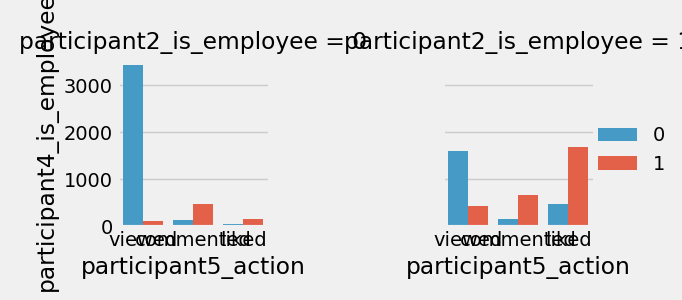 participant2_is_employee = 0
participant2_is_employee = 1
participant4_is_employee
3000
2000
1000
0
viewed commented liked
viewed commented liked
participant5_action
participant5_action
0
1